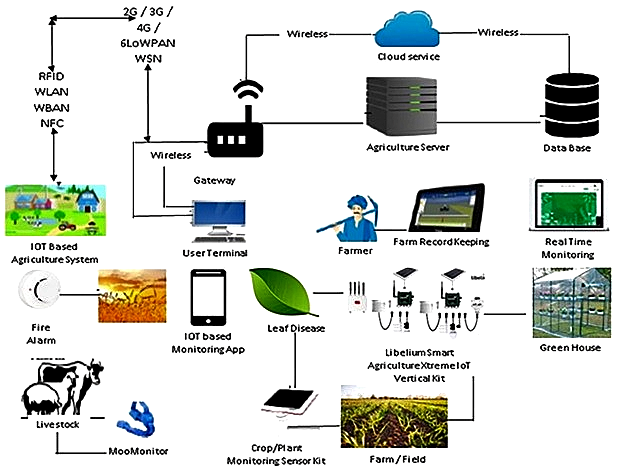 2G / 3G /
4G /
6LoWPAN
WSN
Wireless
Wireless
Cloud service
RFID
WLAN
WBAN
NFC
Agriculture Server
Data Base
Wireless
Gateway
IOT Based
Agriculture System
User Terminal
Farmer
Farm Record Keeping
Real Time
Monitoring
Fire
Alarm
IOT based
Monitoring App
Leaf Disease
Libelium Smart
Agriculture Xtreme IoT
Vertical Kit
Green House
Live stock
MooMonitor
Crop/Plant
Monitoring Sensor Kit
Farm / Field